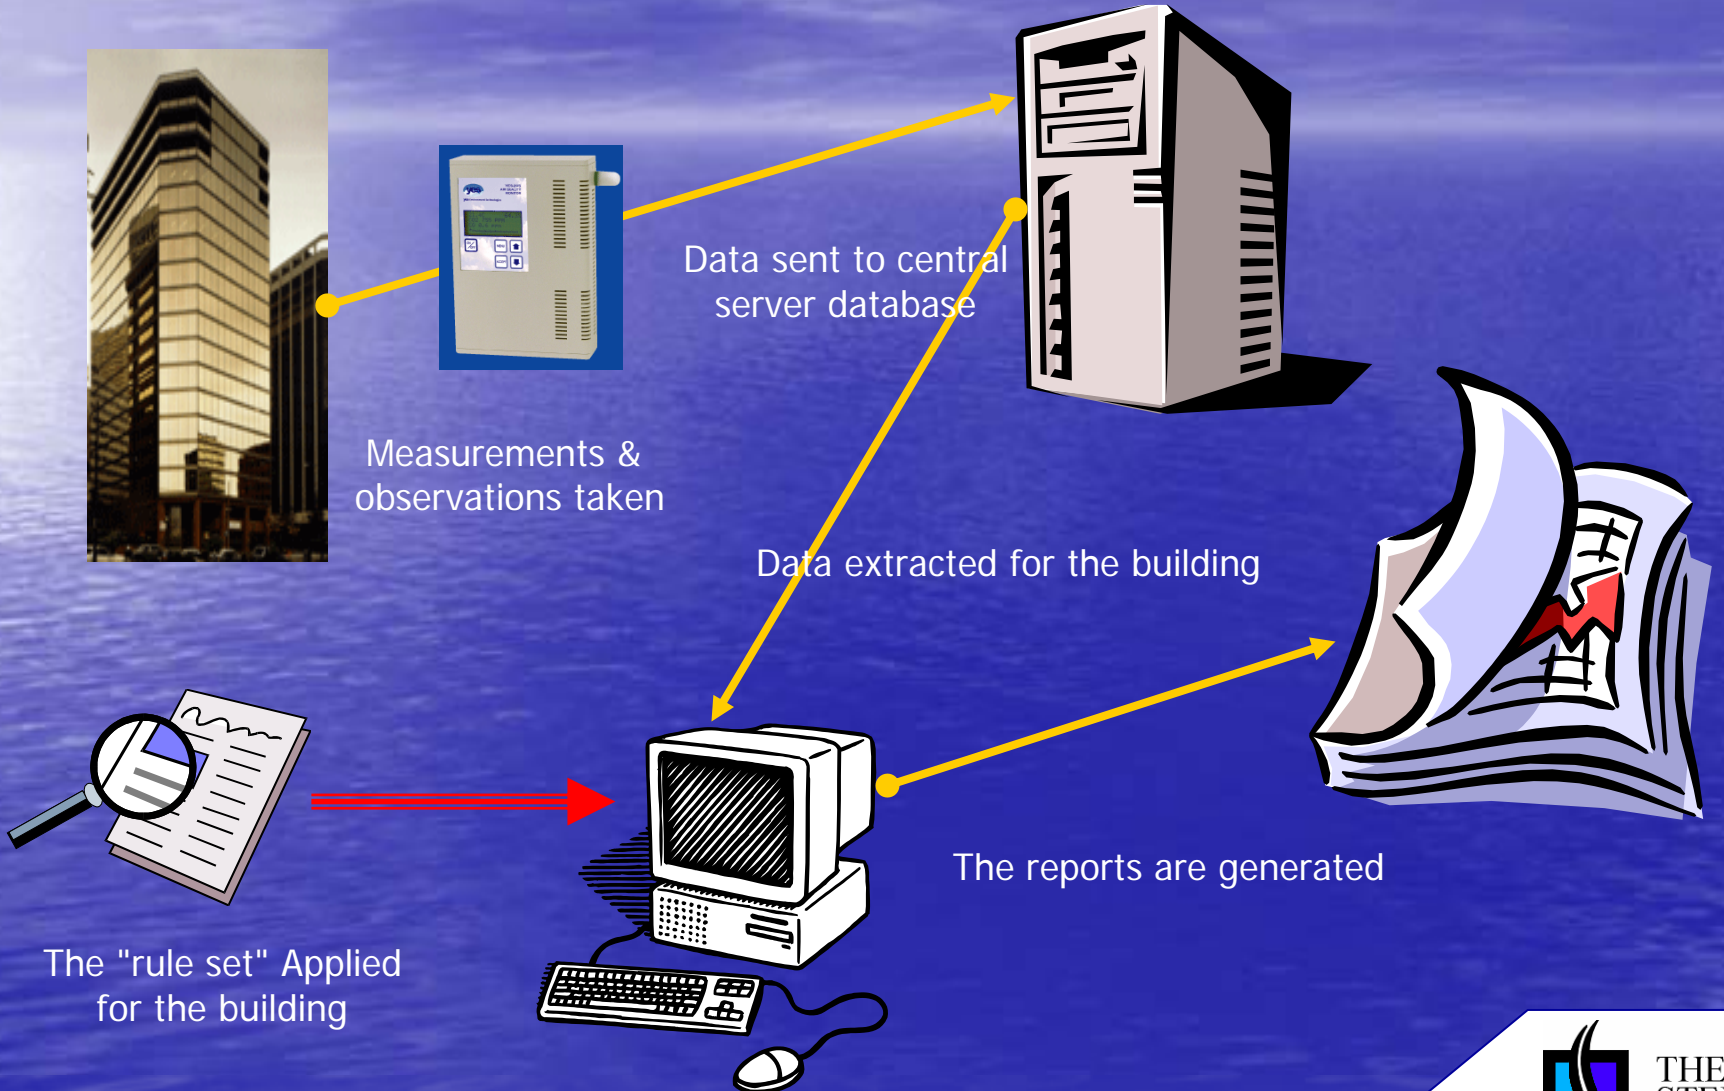 yes
Data sent to central
server database
Measurements &
observations taken
Data extracted for the building
The reports are generated
The "rule set" Applied
for the building
THE